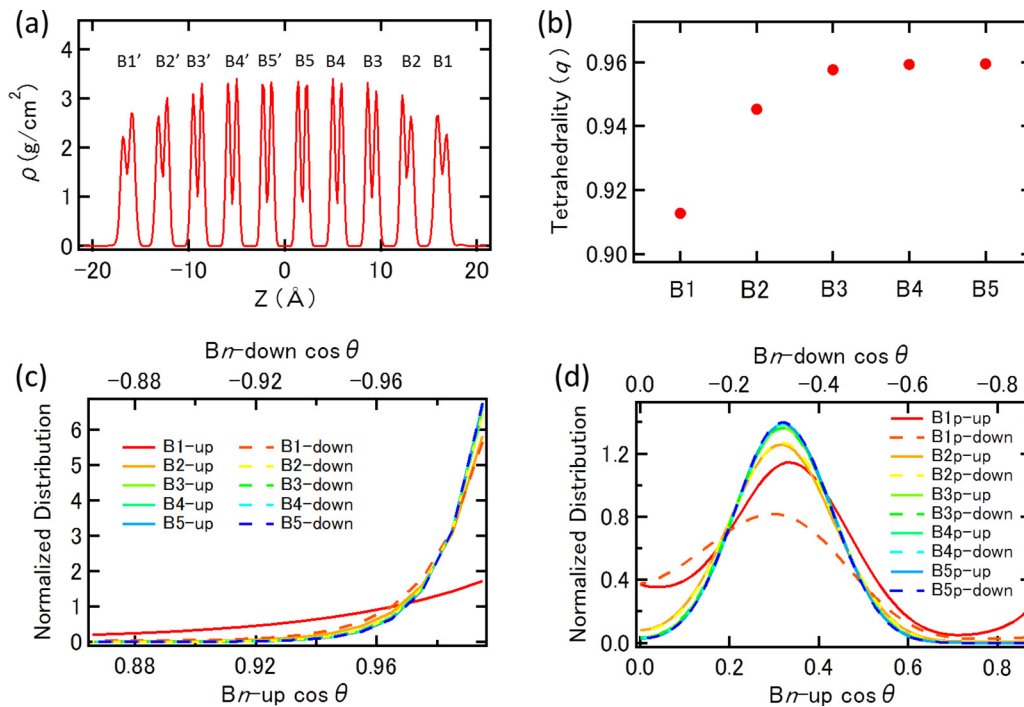 (a)
ρ (g/cm²)
4
3
2
1
0
B1’ B2’ B3’ B4’ B5’ B5 B4 B3 B2 B1
−20 −10 0 10 20
Z (Å)
(b)
Tetrahedrality (q)
0.96
0.94
0.92
0.90
B1 B2 B3 B4 B5
(c)
Bn-down cos θ
−0.88 −0.92 −0.96
Normalized Distribution
6
5
4
3
2
1
0
B1-up B1-down
B2-up B2-down
B3-up B3-down
B4-up B4-down
B5-up B5-down
0.88 0.92 0.96
Bn-up cos θ
(d)
Bn-down cos θ
0.0 −0.2 −0.4 −0.6 −0.8
Normalized Distribution
1.2
0.8
0.4
0.0
B1p-up
B1p-down
B2p-up
B2p-down
B3p-up
B3p-down
B4p-up
B4p-down
B5p-up
B5p-down
0.0 0.2 0.4 0.6 0.8
Bn-up cos θ